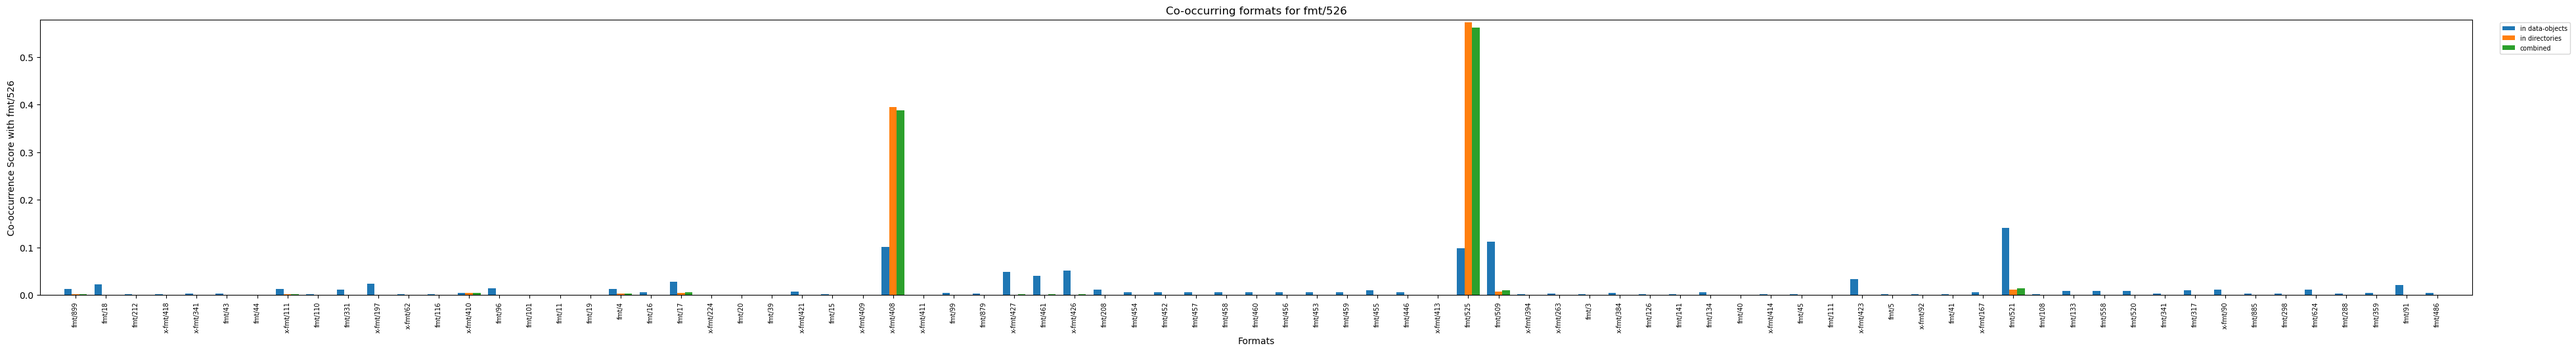 Co-occurring formats for fmt/526
in data-objects
in directories
combined
Co-occurrence Score with fmt/526
0.5
0.4
0.3
0.2
0.1
0.0
fmt/899
fmt/18
fmt/212
x-fmt/418
x-fmt/341
fmt/43
fmt/44
x-fmt/111
fmt/110
fmt/331
x-fmt/197
x-fmt/62
fmt/116
x-fmt/410
fmt/96
fmt/101
fmt/11
fmt/19
fmt/4
fmt/16
fmt/17
x-fmt/224
fmt/20
fmt/39
x-fmt/421
fmt/15
x-fmt/409
x-fmt/408
x-fmt/411
fmt/99
fmt/879
x-fmt/427
fmt/461
x-fmt/426
fmt/208
fmt/454
fmt/452
fmt/457
fmt/458
fmt/460
fmt/456
fmt/453
fmt/459
fmt/455
fmt/446
x-fmt/413
fmt/525
fmt/509
x-fmt/394
x-fmt/263
fmt/3
x-fmt/384
fmt/126
fmt/141
fmt/134
fmt/40
x-fmt/414
fmt/45
fmt/111
x-fmt/423
fmt/5
x-fmt/92
fmt/41
x-fmt/167
fmt/521
fmt/108
fmt/133
fmt/558
fmt/520
fmt/341
fmt/317
x-fmt/90
fmt/885
fmt/298
fmt/624
fmt/288
fmt/359
fmt/91
fmt/486
Formats